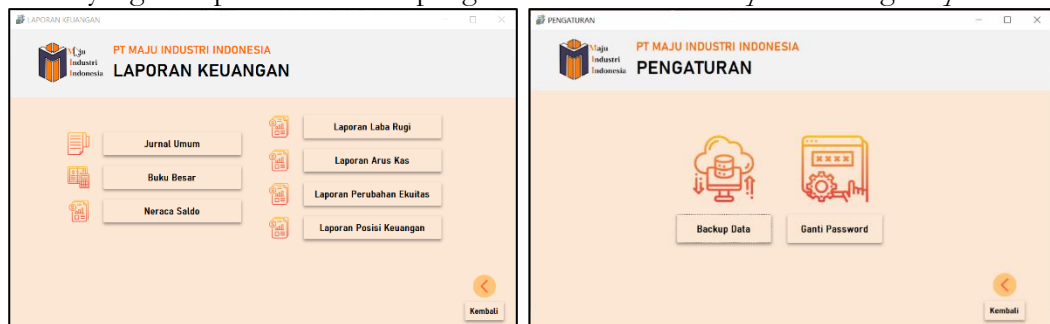 LAPORAN KEUANGAN
Maju
Industri
Indonesia
PT MAJU INDUSTRI INDONESIA
LAPORAN KEUANGAN
Jurnal Umum
Buku Besar
Neraca Saldo
Laporan Laba Rugi
Laporan Arus Kas
Laporan Perubahan Ekuitas
Laporan Posisi Keuangan
Kembali
PENGATURAN
Maju
Industri
Indonesia
PT MAJU INDUSTRI INDONESIA
PENGATURAN
Backup Data
Ganti Password
Kembali